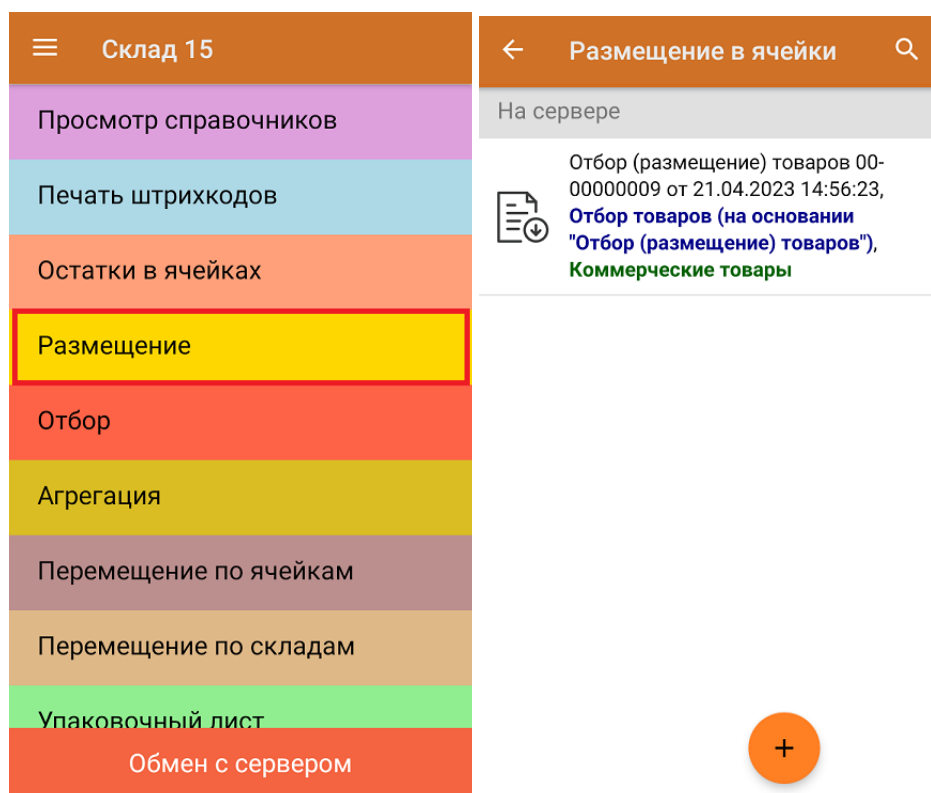 Склад 15
Просмотр справочников
Печать штрихкодов
Остатки в ячейках
Размещение
Отбор
Агрегация
Перемещение по ячейкам
Перемещение по складам
Упаковочный лист
Обмен с сервером
Размещение в ячейки
На сервере
Отбор (размещение) товаров 00-
00000009 от 21.04.2023 14:56:23,
Отбор товаров (на основании
"Отбор (размещение) товаров"),
Коммерческие товары